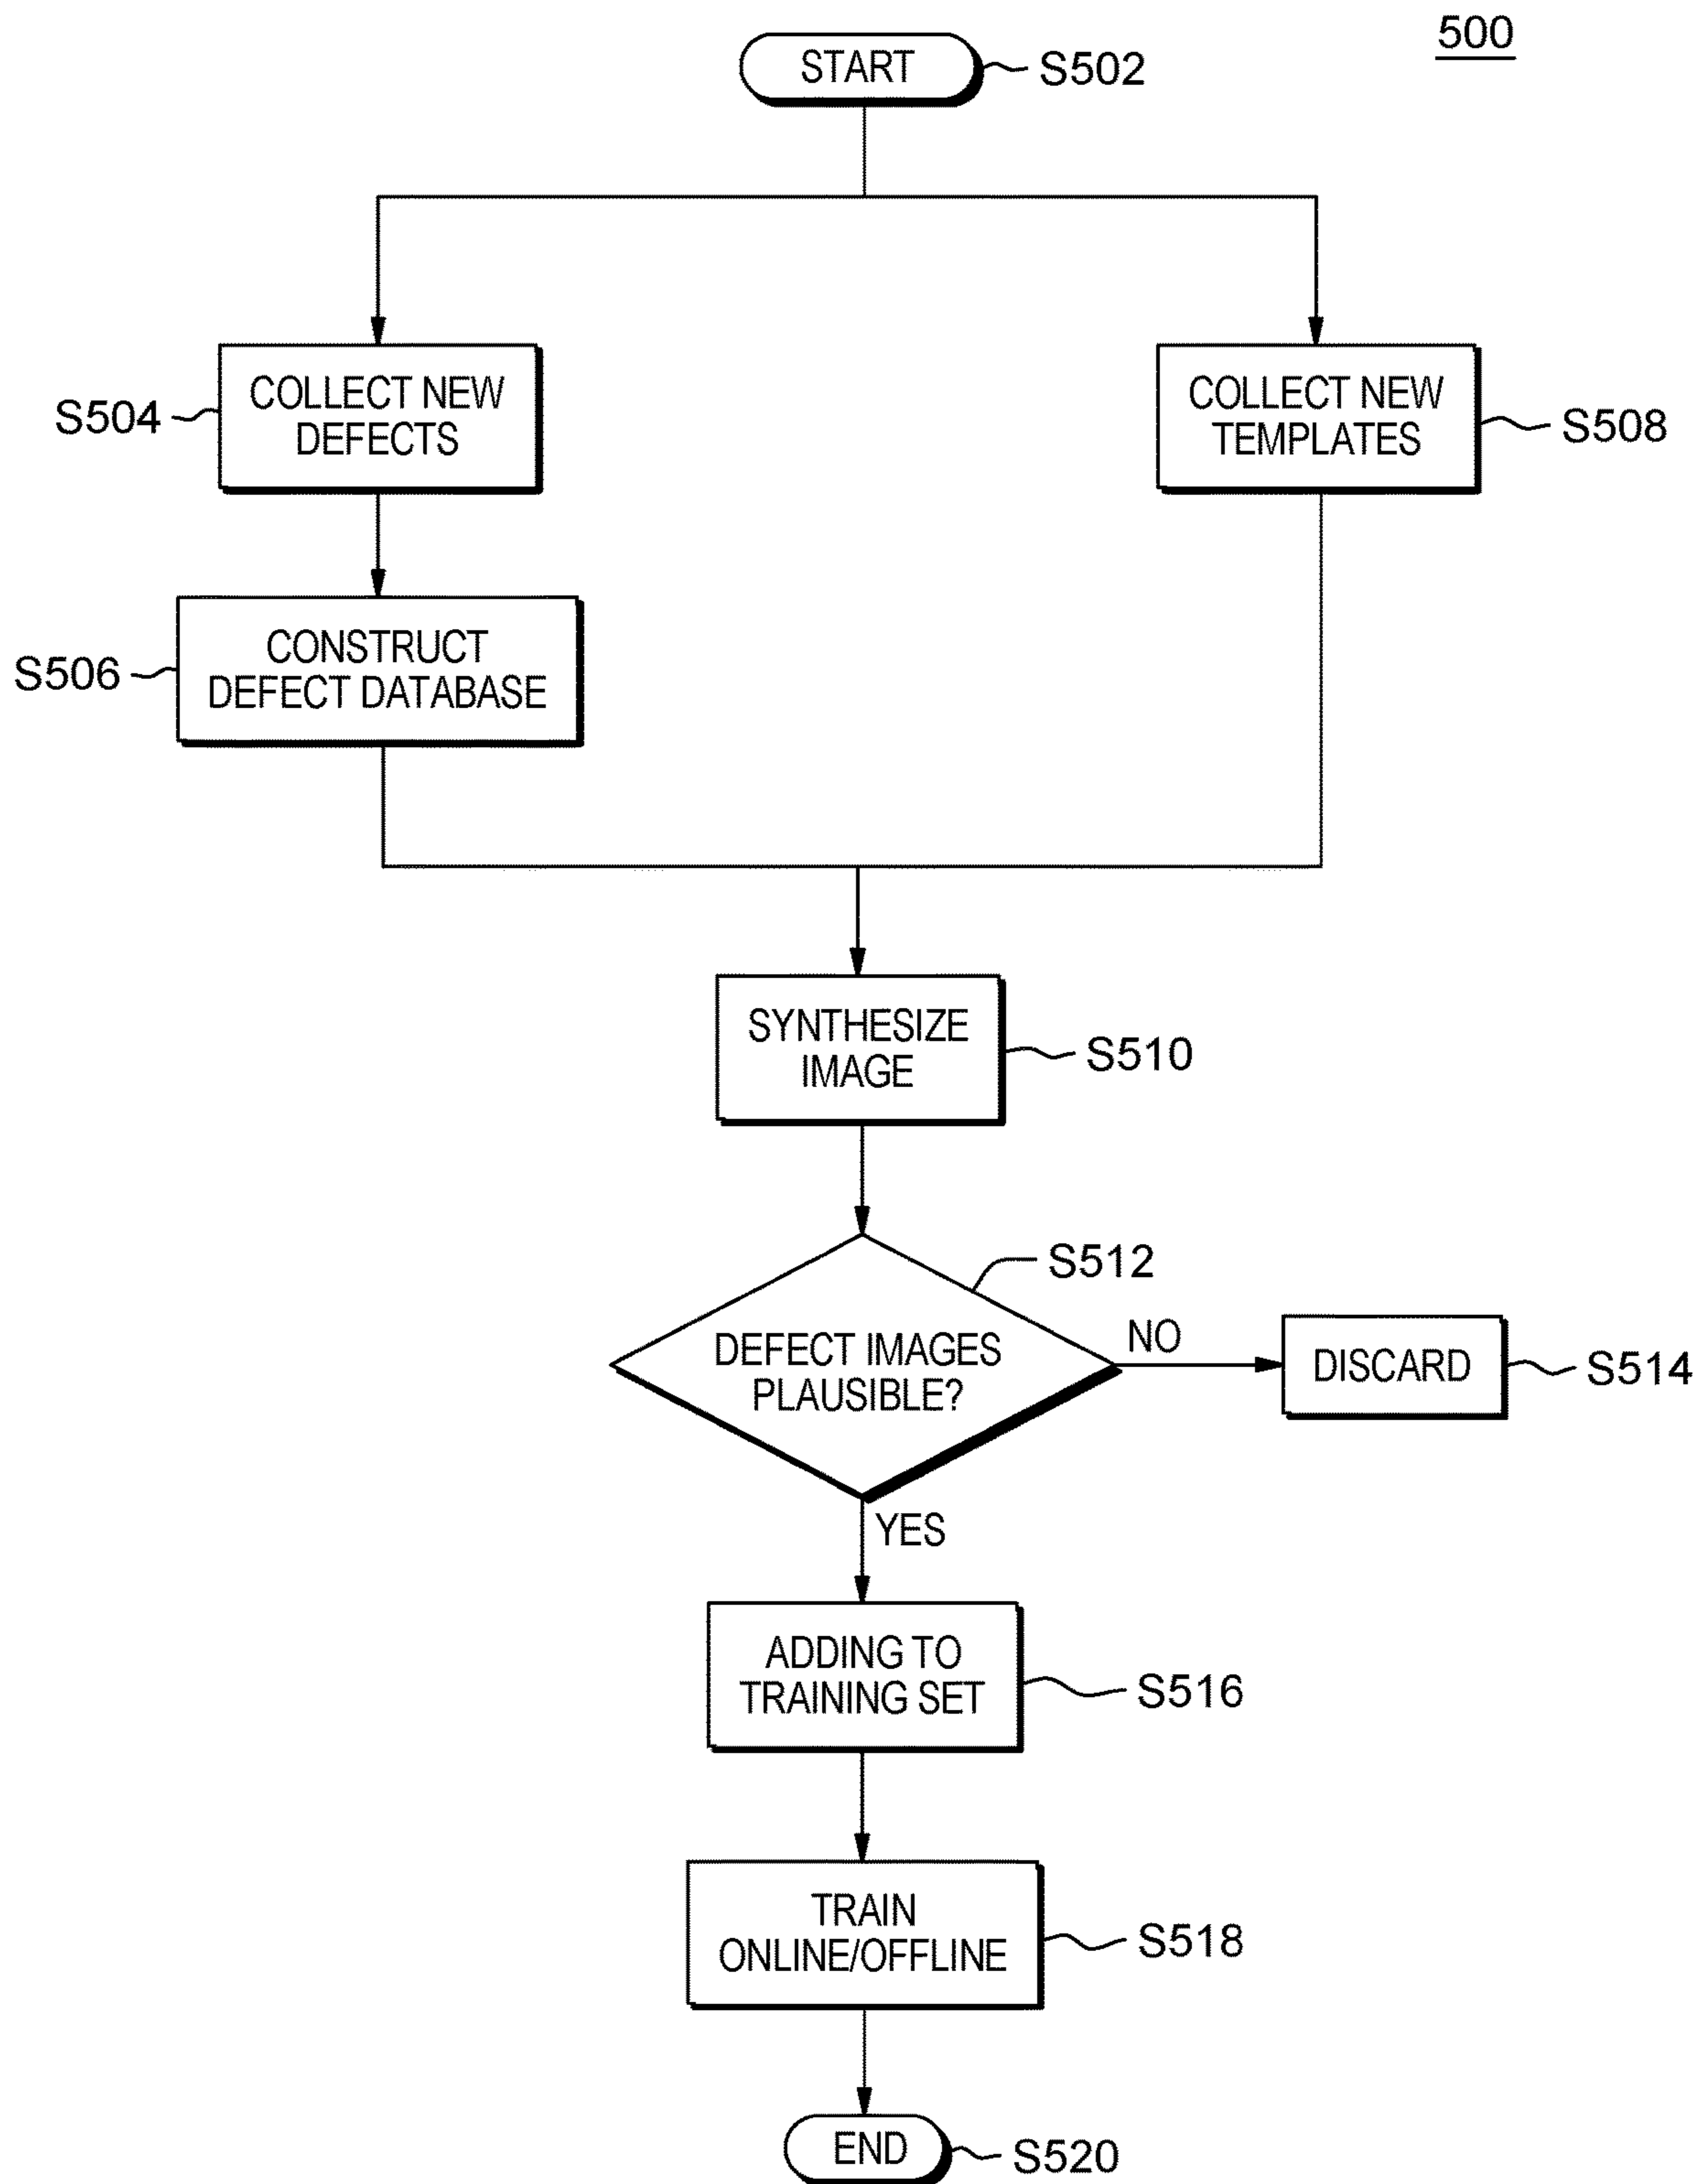 500
START
S502
COLLECT NEW
DEFECTS
S504
COLLECT NEW
TEMPLATES
S508
CONSTRUCT
DEFECT DATABASE
S506
SYNTHESIZE
IMAGE
S510
S512
DEFECT IMAGES
PLAUSIBLE?
NO
DISCARD
S514
YES
ADDING TO
TRAINING SET
S516
TRAIN
ONLINE/OFFLINE
S518
END
S520